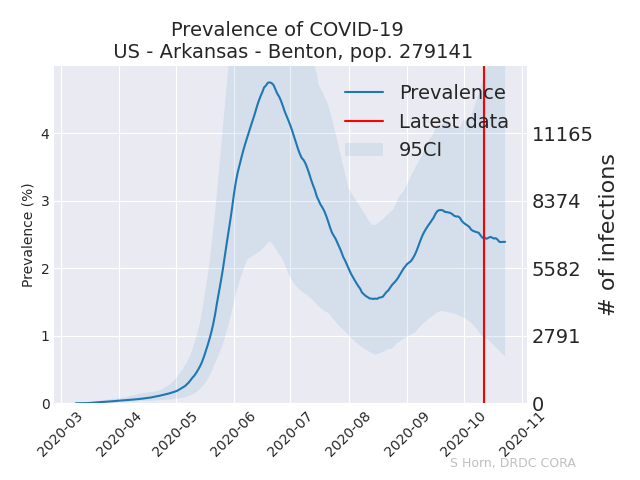 Prevalence of COVID-19
US - Arkansas - Benton, pop. 279141
Prevalence
Latest data
95CI
Prevalence (%)
4
3
2
1
0
11165
8374
5582
2791
0
# of infections
2020-03
2020-04
2020-05
2020-06
2020-07
2020-08
2020-09
2020-10
2020-11
S Horn, DRDC CORA